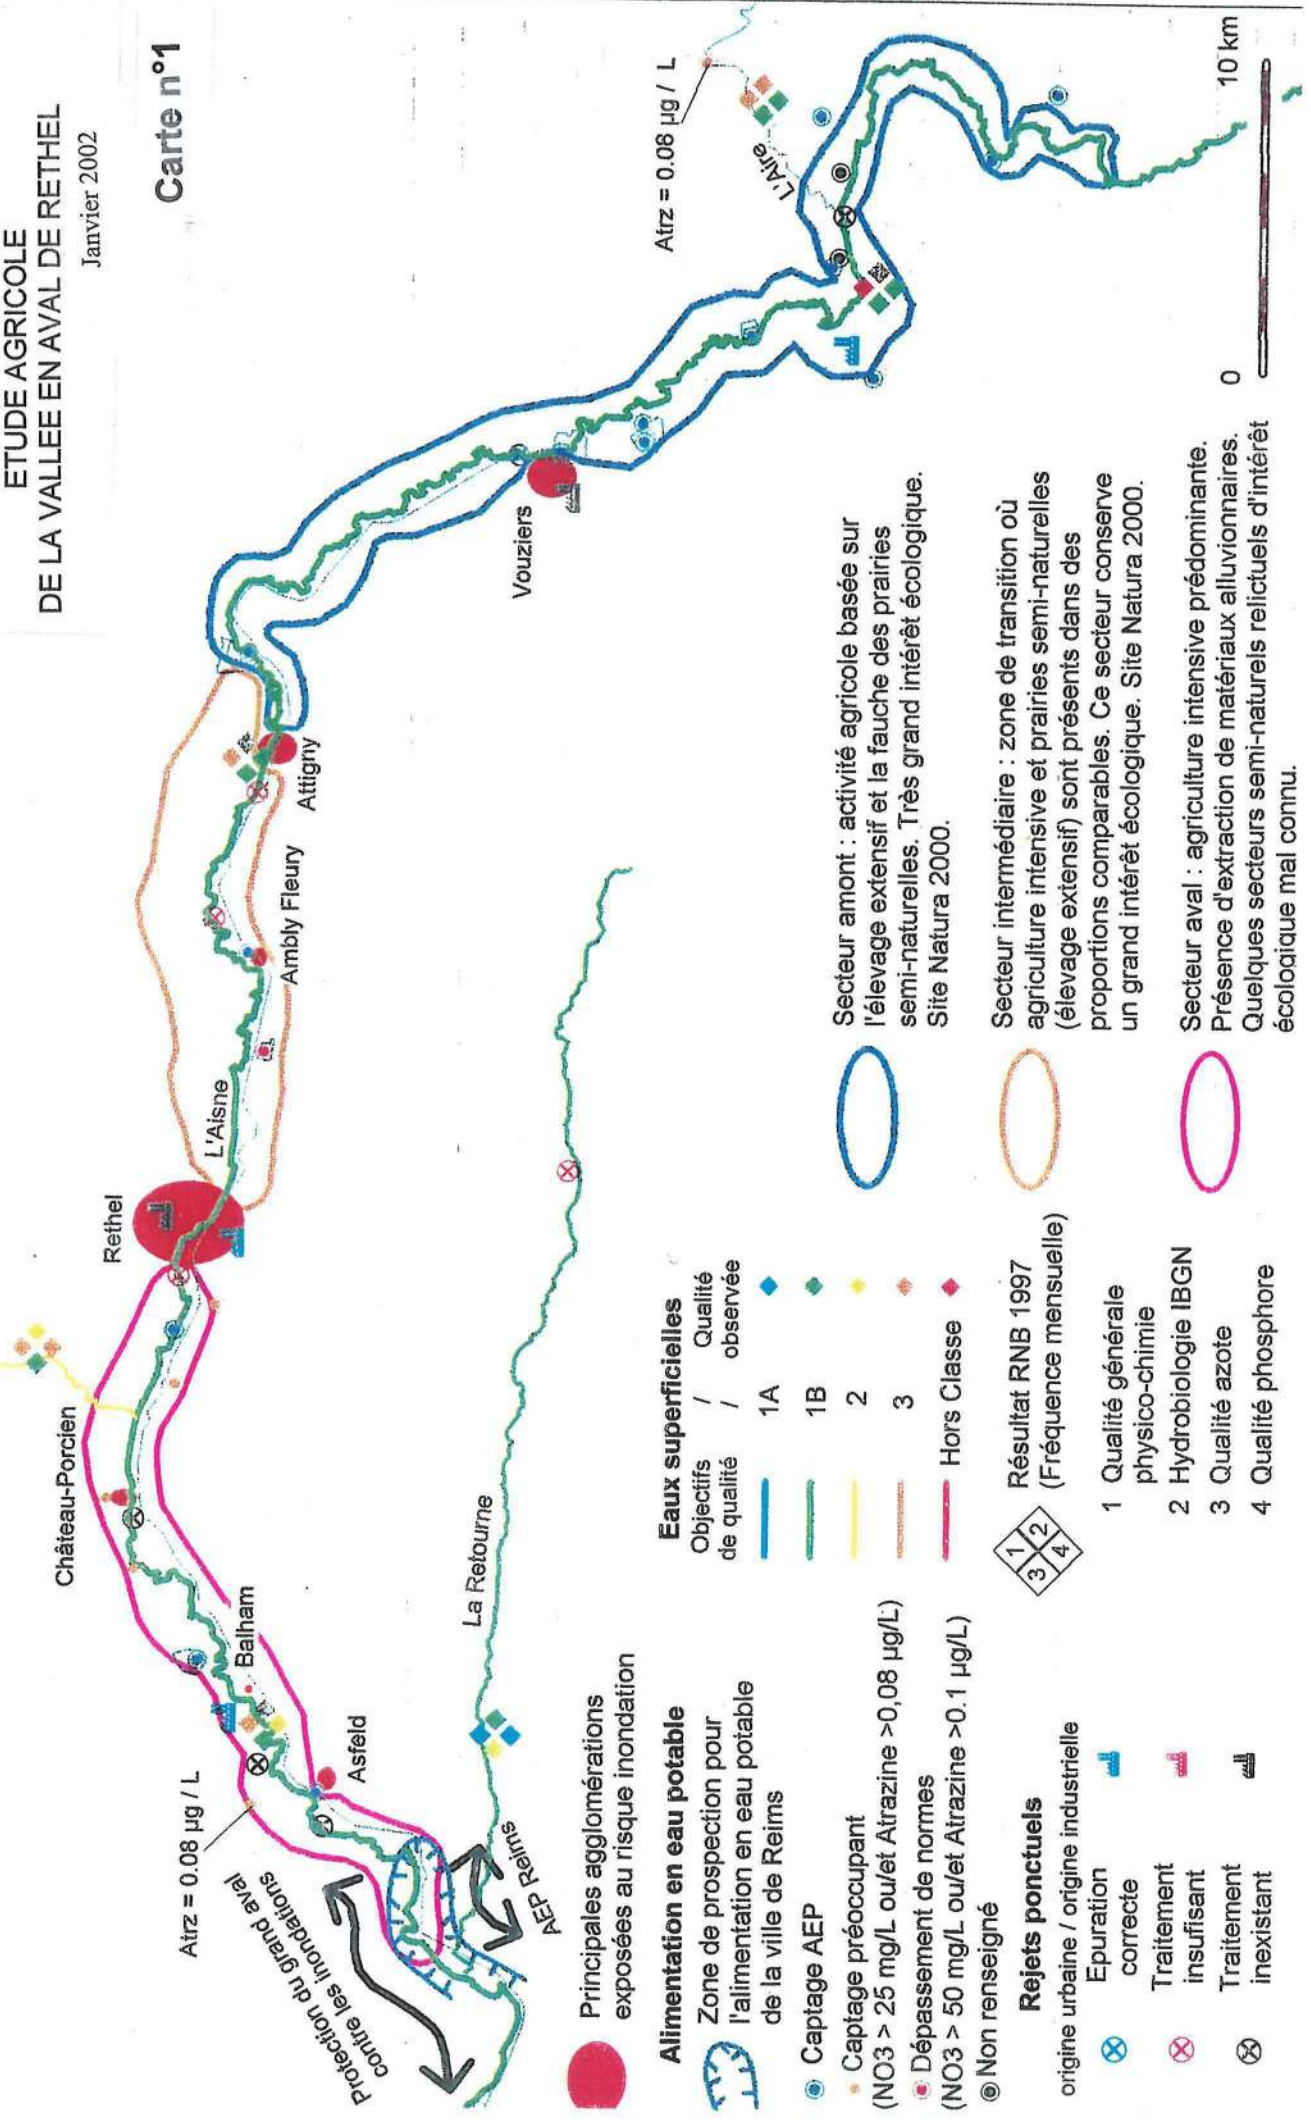 ETUDE AGRICOLE
DE LA VALLEE EN AVAL DE RETHEL
Janvier 2002
Carte n°1
Atrz = 0.08 µg / L
L'Aire
Vouziers
Attigny
Ambly Fleury
L'Aisne
Rethel
Château-Porcien
Balham
Asfeld
Atrz = 0.08 µg / L
Protection du grand aval
contre les inondations
AEP Reims
La Retourne
0
10 km
Principales agglomérations
exposées au risque inondation
Alimentation en eau potable
Zone de prospection pour
l'alimentation en eau potable
de la ville de Reims
Captage AEP
Captage préoccupant
(NO3 > 25 mg/L ou/et Atrazine >0,08 µg/L)
Dépassement de normes
(NO3 > 50 mg/L ou/et Atrazine >0.1 µg/L)
Non renseigné
Rejets ponctuels
origine urbaine / origine industrielle
Epuration
correcte
Traitement
insuffisant
Traitement
inexistant
Eaux superficielles
Objectifs / Qualité
de qualité / observée
1A
1B
2
3
Hors Classe
1
3 2
4
Résultat RNB 1997
(Fréquence mensuelle)
1 Qualité générale
physico-chimie
2 Hydrobiologie IBGN
3 Qualité azote
4 Qualité phosphore
Secteur amont : activité agricole basée sur
l'élevage extensif et la fauche des prairies
semi-naturelles. Très grand intérêt écologique.
Site Natura 2000.
Secteur intermédiaire : zone de transition où
agriculture intensive et prairies semi-naturelles
(élevage extensif) sont présents dans des
proportions comparables. Ce secteur conserve
un grand intérêt écologique. Site Natura 2000.
Secteur aval : agriculture intensive prédominante.
Présence d'extraction de matériaux alluvionnaires.
Quelques secteurs semi-naturels relictuels d'intérêt
écologique mal connu.